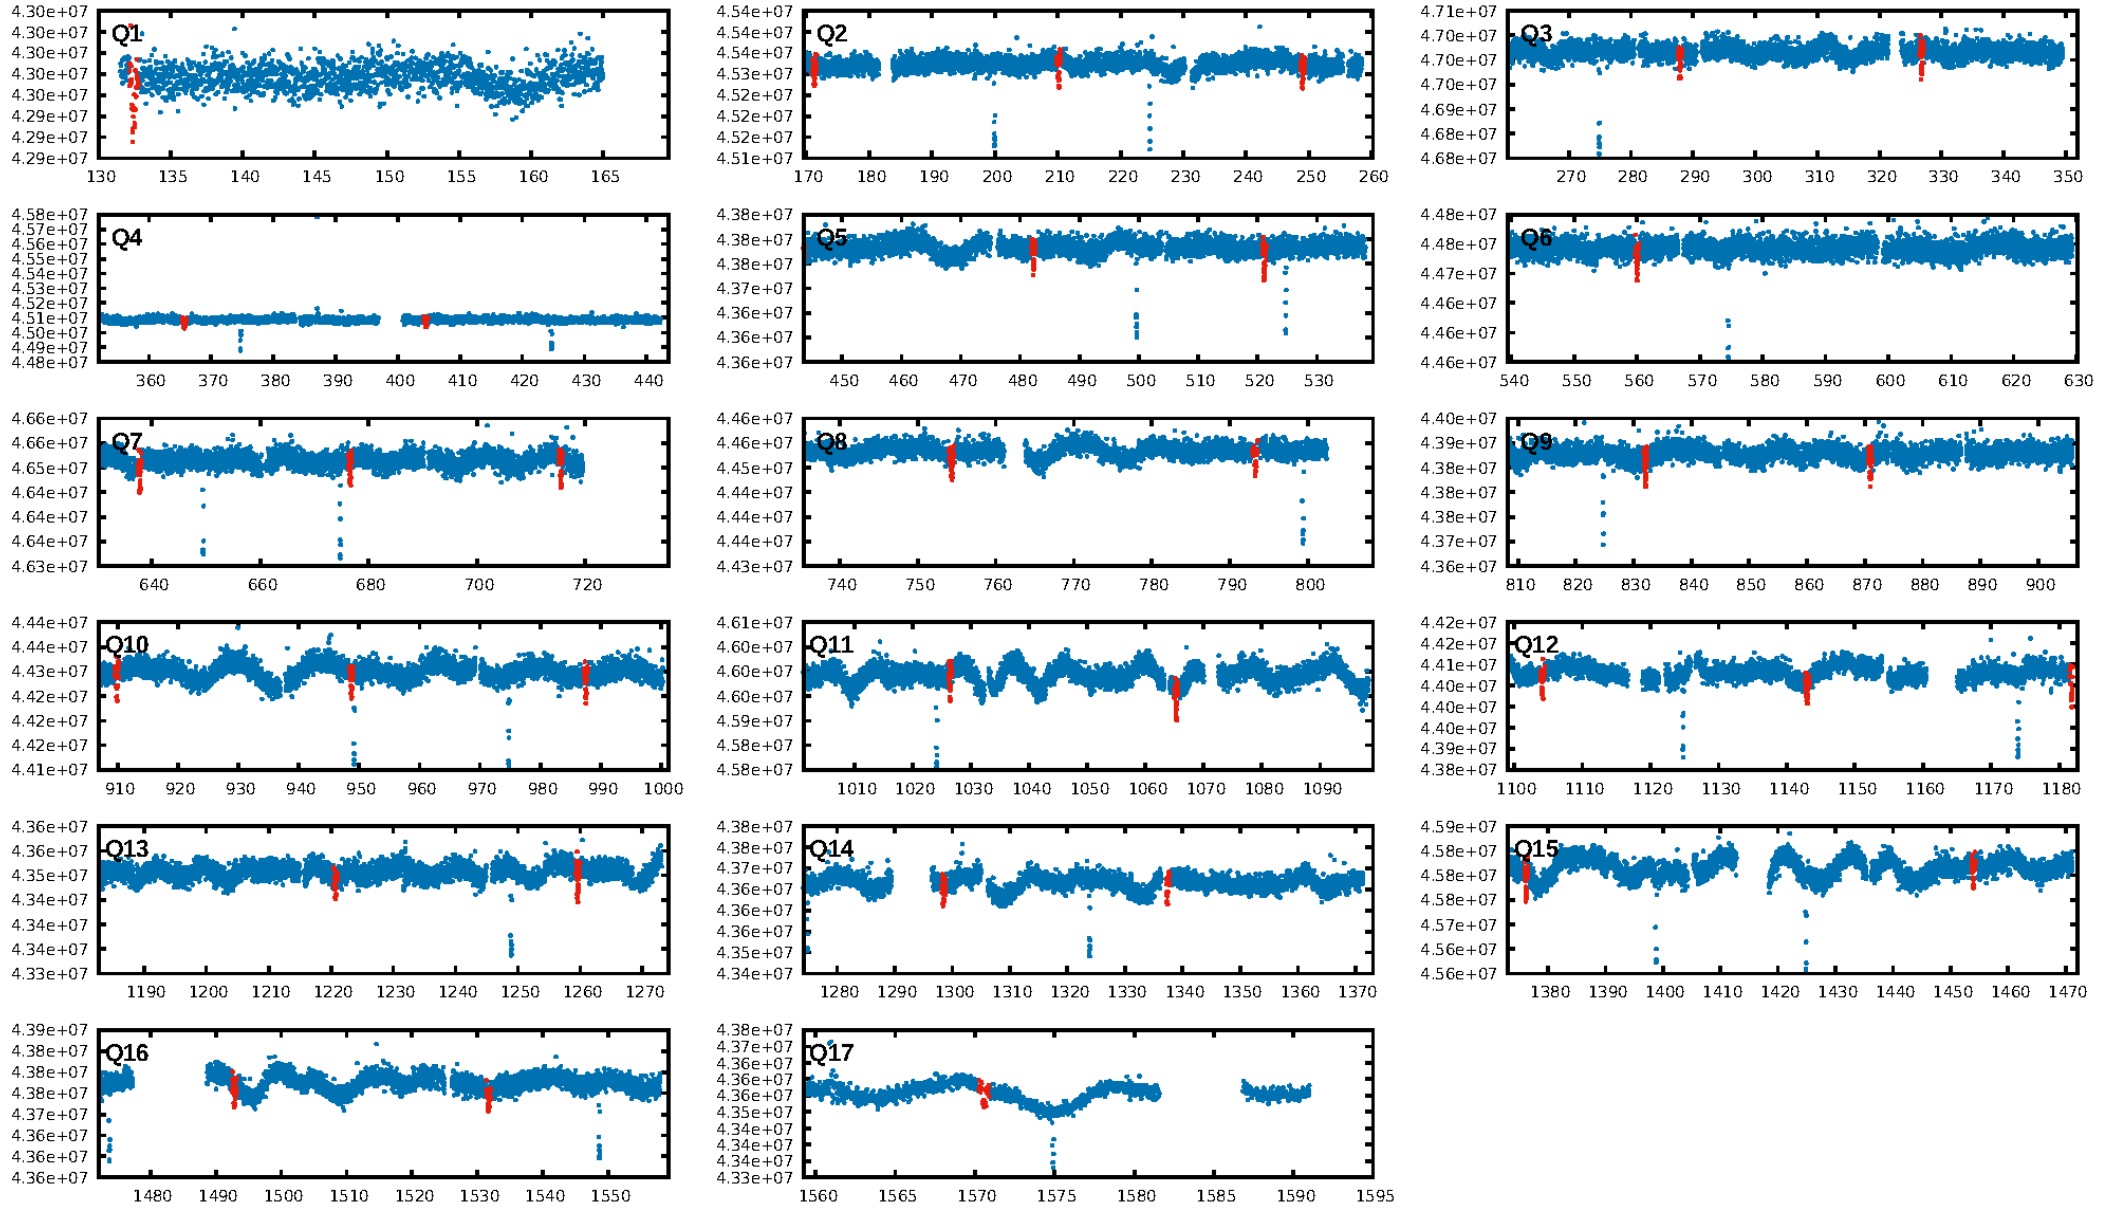 4.30e+07 4.30e+07 4.30e+07 4.30e+07 4.30e+07 4.29e+07 4.29e+07 4.29e+07
Q1
130 135 140 145 150 155 160 165
4.54e+07 4.54e+07 4.54e+07 4.53e+07 4.52e+07 4.52e+07 4.52e+07 4.51e+07
Q2
170 180 190 200 210 220 230 240 250 260
4.71e+07 4.70e+07 4.70e+07 4.70e+07 4.69e+07 4.68e+07 4.68e+07
Q3
270 280 290 300 310 320 330 340 350
4.58e+07 4.57e+07 4.56e+07 4.55e+07 4.54e+07 4.53e+07 4.52e+07 4.51e+07 4.50e+07 4.49e+07 4.48e+07
Q4
360 370 380 390 400 410 420 430 440
4.38e+07 4.38e+07 4.38e+07 4.37e+07 4.36e+07 4.36e+07 4.36e+07
Q5
450 460 470 480 490 500 510 520 530
4.48e+07 4.48e+07 4.47e+07 4.46e+07 4.46e+07 4.46e+07
Q6
540 550 560 570 580 590 600 610 620 630
4.66e+07 4.66e+07 4.65e+07 4.64e+07 4.64e+07 4.64e+07 4.63e+07
Q7
640 660 680 700 720
4.46e+07 4.46e+07 4.45e+07 4.44e+07 4.44e+07 4.44e+07 4.43e+07
Q8
740 750 760 770 780 790 800
4.40e+07 4.39e+07 4.38e+07 4.38e+07 4.38e+07 4.37e+07 4.36e+07
Q9
810 820 830 840 850 860 870 880 890 900
4.44e+07 4.44e+07 4.43e+07 4.42e+07 4.42e+07 4.42e+07 4.41e+07
Q10
910 920 930 940 950 960 970 980 990 1000
4.61e+07 4.60e+07 4.60e+07 4.60e+07 4.59e+07 4.58e+07 4.58e+07
Q11
1010 1020 1030 1040 1050 1060 1070 1080 1090
4.42e+07 4.42e+07 4.41e+07 4.40e+07 4.40e+07 4.40e+07 4.39e+07 4.38e+07
Q12
1100 1110 1120 1130 1140 1150 1160 1170 1180
4.36e+07 4.36e+07 4.35e+07 4.34e+07 4.34e+07 4.34e+07 4.33e+07
Q13
1190 1200 1210 1220 1230 1240 1250 1260 1270
4.38e+07 4.38e+07 4.37e+07 4.36e+07 4.36e+07 4.36e+07 4.35e+07 4.34e+07
Q14
1280 1290 1300 1310 1320 1330 1340 1350 1360 1370
4.59e+07 4.58e+07 4.58e+07 4.58e+07 4.57e+07 4.56e+07 4.56e+07
Q15
1380 1390 1400 1410 1420 1430 1440 1450 1460 1470
4.39e+07 4.38e+07 4.38e+07 4.38e+07 4.37e+07 4.36e+07 4.36e+07 4.36e+07
Q16
1480 1490 1500 1510 1520 1530 1540 1550
4.38e+07 4.37e+07 4.36e+07 4.36e+07 4.36e+07 4.35e+07 4.34e+07 4.34e+07 4.33e+07
Q17
1560 1565 1570 1575 1580 1585 1590 1595